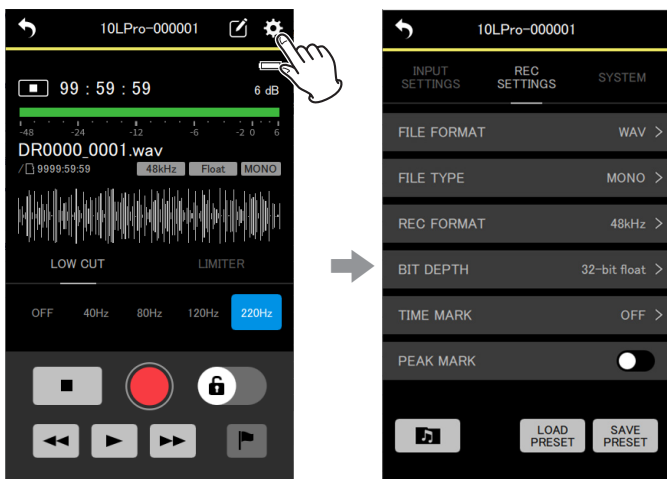 10LPro-000001
99 : 59 : 59
6 dB
-48 -24 -12 -6 -2 0 6
DR0000_0001.wav
/ 9999:59:59 48kHz Float MONO
LOW CUT LIMITER
OFF 40Hz 80Hz 120Hz 220Hz
10LPro-000001
INPUT SETTINGS
REC SETTINGS
SYSTEM
FILE FORMAT WAV >
FILE TYPE MONO >
REC FORMAT 48kHz >
BIT DEPTH 32-bit float >
TIME MARK OFF >
PEAK MARK
LOAD PRESET
SAVE PRESET